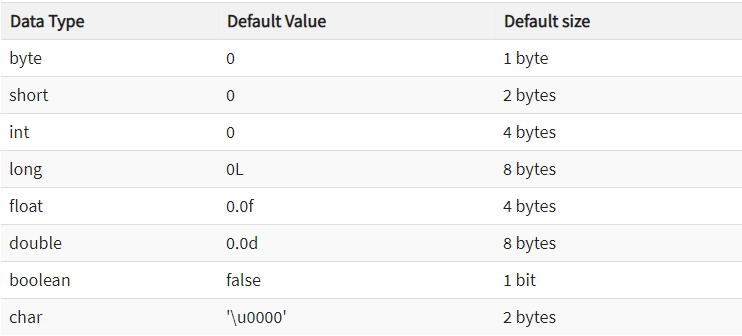 Data Type Default Value Default size
byte 0 1 byte
short 0 2 bytes
int 0 4 bytes
long 0L 8 bytes
float 0.0f 4 bytes
double 0.0d 8 bytes
boolean false 1 bit
char '\u0000' 2 bytes